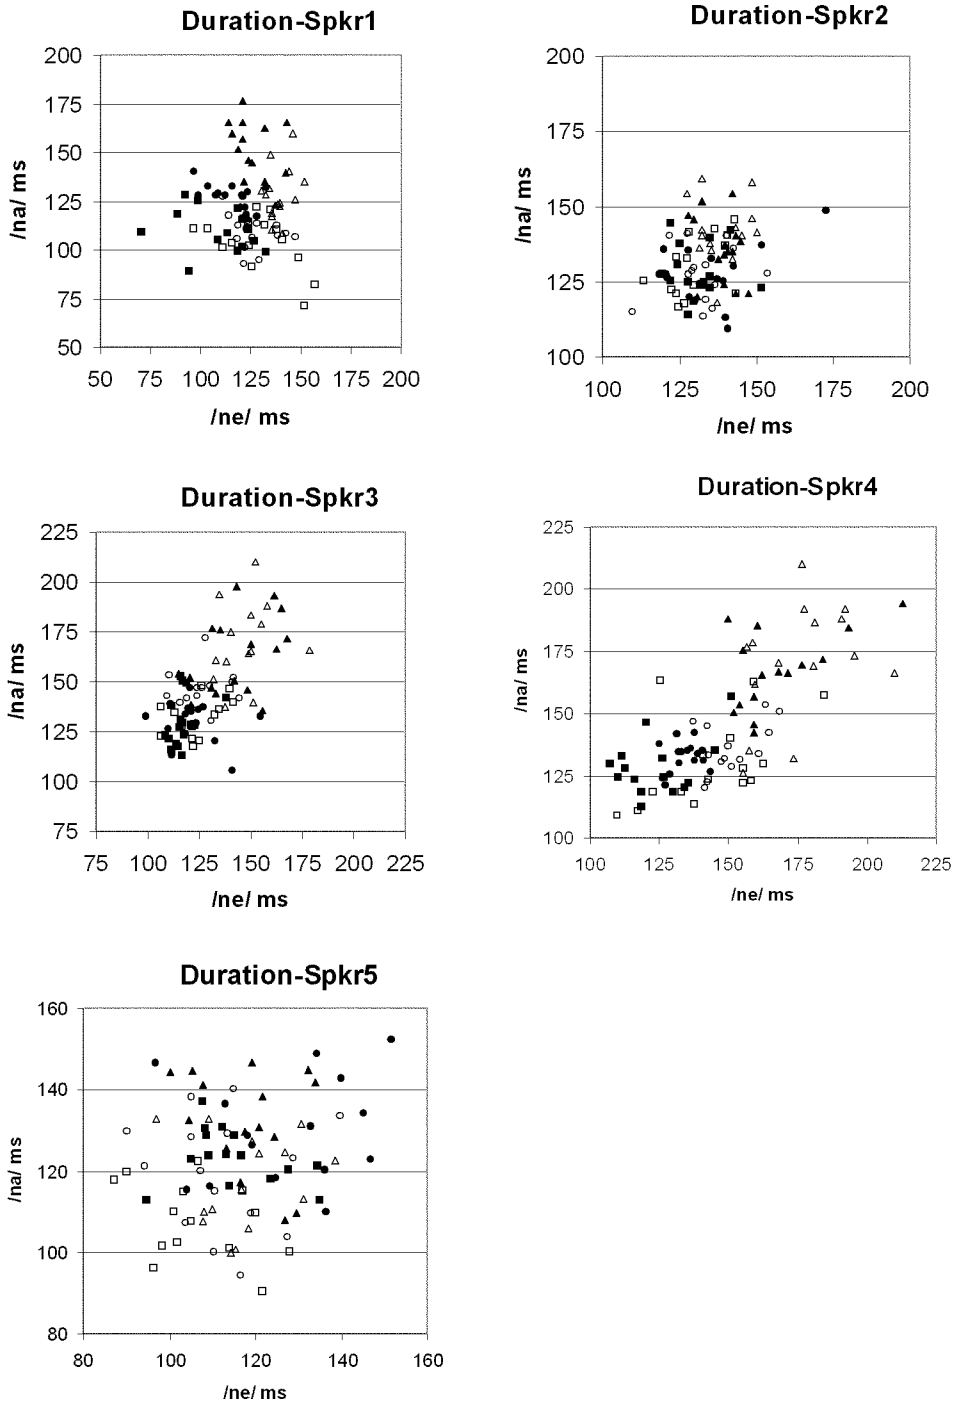 Duration-Spkr1
200
175
150
125
100
75
50
50 75 100 125 150 175 200
/na/ ms
/ne/ ms
Duration-Spkr2
200
175
150
125
100
100 125 150 175 200
/na/ ms
/ne/ ms
Duration-Spkr3
225
200
175
150
125
100
75
75 100 125 150 175 200 225
/na/ ms
/ne/ ms
Duration-Spkr4
225
200
175
150
125
100
100 125 150 175 200 225
/na/ ms
/ne/ ms
Duration-Spkr5
160
140
120
100
80
80 100 120 140 160
/na/ ms
/ne/ ms